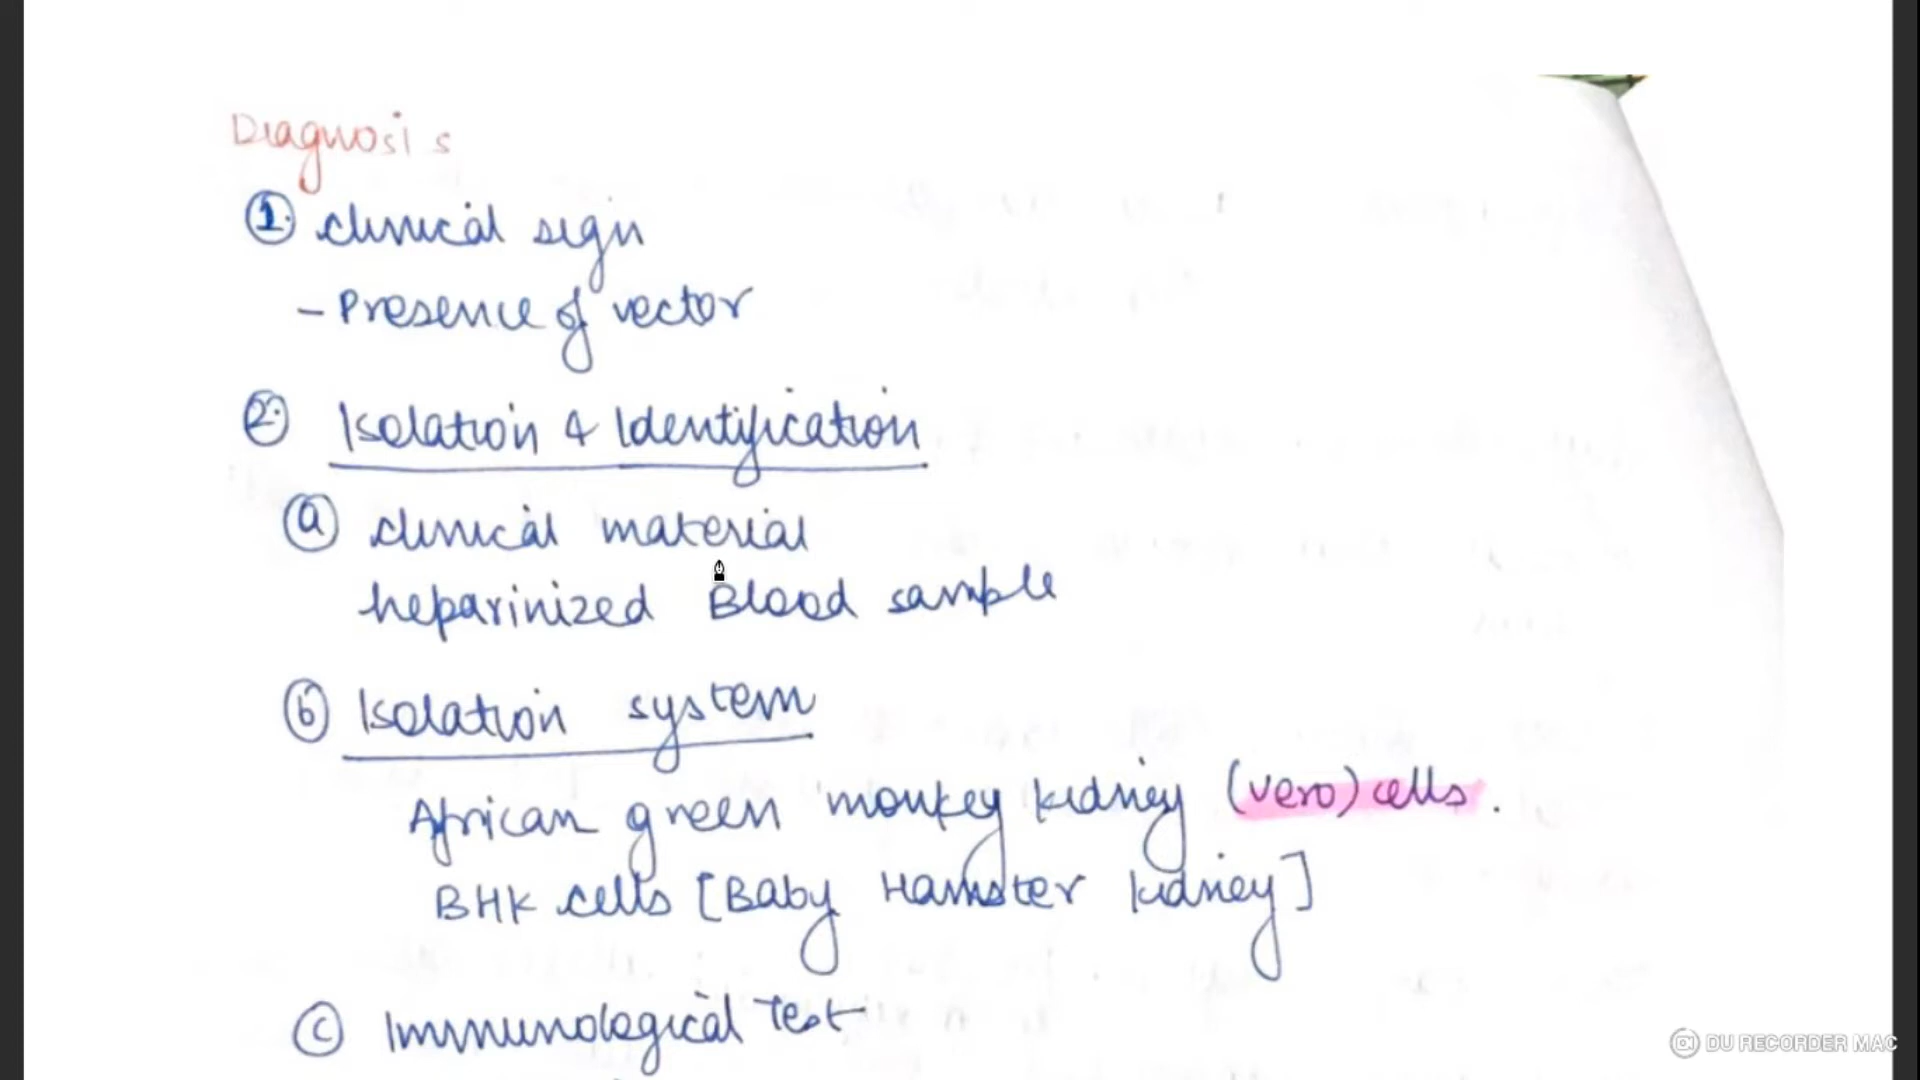 Diagnosis
1. clinical sign
- Presence of vector
2. Isolation & Identification
a clinical material
heparinized Blood sample
b Isolation system
African green monkey kidney (vero) cells.
BHK cells [Baby Hamster kidney]
c Immunological Test
DU RECORDER MAC